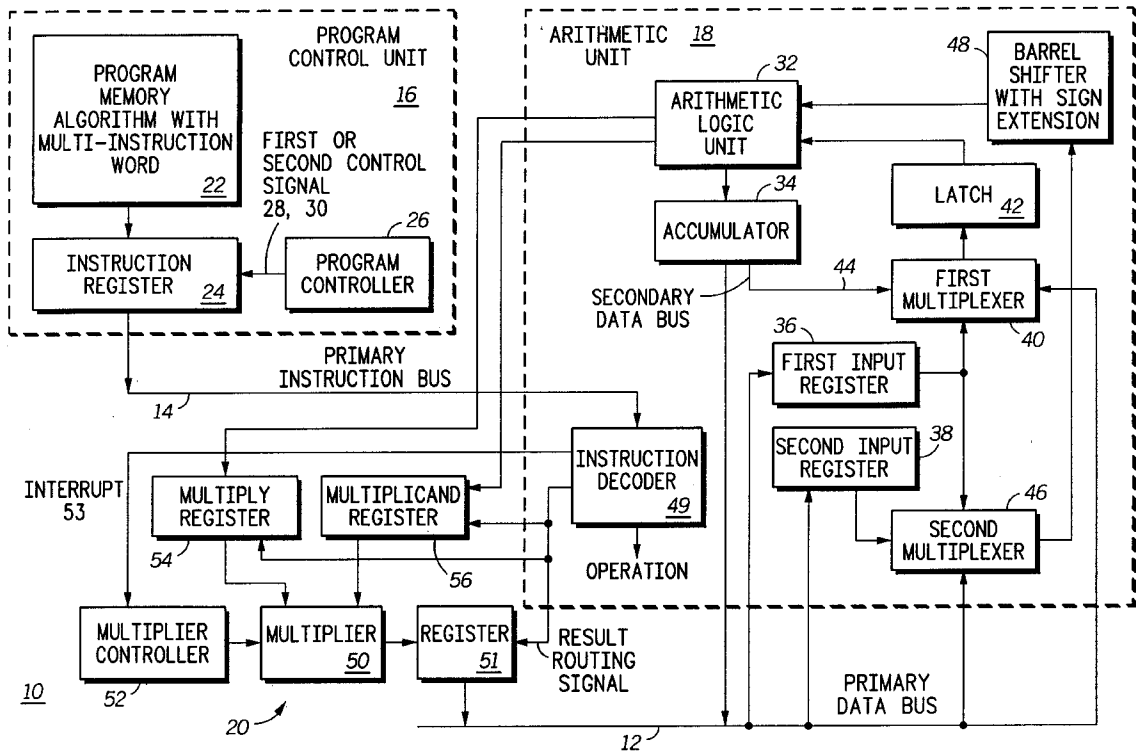 PROGRAM
CONTROL UNIT
16
PROGRAM
MEMORY
ALGORITHM WITH
MULTI-INSTRUCTION
WORD
22
FIRST OR
SECOND CONTROL
SIGNAL
28, 30
26
INSTRUCTION
REGISTER
24
PROGRAM
CONTROLLER
ARITHMETIC 18
UNIT
32
ARITHMETIC
LOGIC
UNIT
48
BARREL
SHIFTER
WITH SIGN
EXTENSION
34
ACCUMULATOR
LATCH
42
SECONDARY
DATA BUS
44
FIRST
MULTIPLEXER
40
36
FIRST INPUT
REGISTER
38
SECOND INPUT
REGISTER
46
SECOND
MULTIPLEXER
PRIMARY
INSTRUCTION BUS
14
INSTRUCTION
DECODER
49
OPERATION
INTERRUPT
53
MULTIPLY
REGISTER
54
MULTIPLICAND
REGISTER
56
MULTIPLIER
CONTROLLER
52
MULTIPLIER
50
REGISTER
51
RESULT
ROUTING
SIGNAL
10
20
12
PRIMARY
DATA BUS